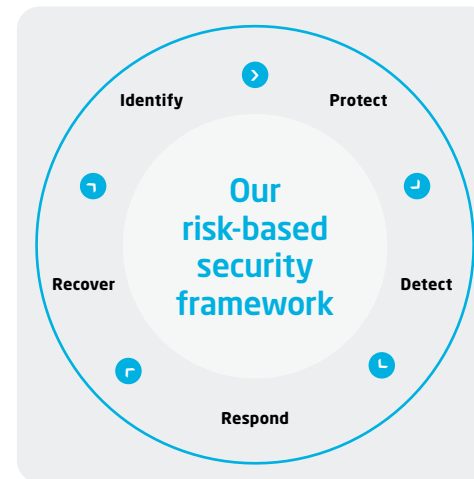 Identify
Protect
Our
risk-based
security
framework
Recover
Detect
Respond